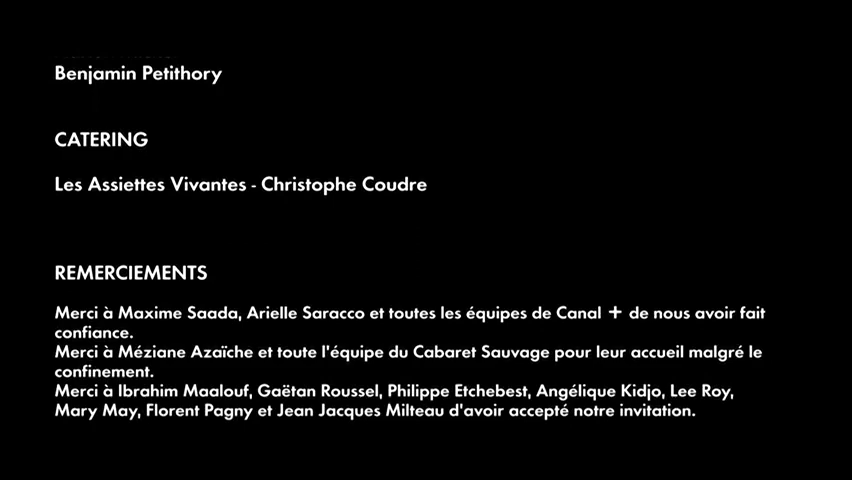 Benjamin Petithory
CATERING
Les Assiettes Vivantes - Christophe Coudre
REMERCIEMENTS
Merci à Maxime Saada, Arielle Saracco et toutes les équipes de Canal + de nous avoir fait
confiance.
Merci à Méziane Azaïche et toute l'équipe du Cabaret Sauvage pour leur accueil malgré le
confinement.
Merci à Ibrahim Maalouf, Gaëtan Roussel, Philippe Etchebest, Angélique Kidjo, Lee Roy,
Mary May, Florent Pagny et Jean Jacques Milteau d'avoir accepté notre invitation.